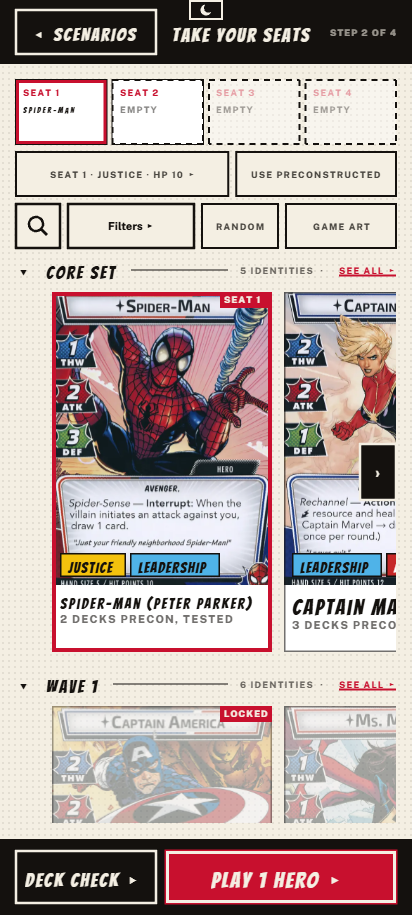 ◂ SCENARIOS
TAKE YOUR SEATS
STEP 2 OF 4
SEAT 1
SPIDER-MAN
SEAT 2
EMPTY
SEAT 3
EMPTY
SEAT 4
EMPTY
SEAT 1 · JUSTICE · HP 10 ▸
USE PRECONSTRUCTED
Filters ▸
RANDOM
GAME ART
▾ CORE SET
5 IDENTITIES ·
SEE ALL ▸
SEAT 1
SPIDER-MAN
1
THW
2
ATK
3
DEF
HERO
AVENGER.
Spider-Sense — Interrupt: When the
villain initiates an attack against you,
draw 1 card.
"Just your friendly neighborhood Spider-Man!"
JUSTICE
LEADERSHIP
HAND SIZE 5 / HIT POINTS 10
SPIDER-MAN (PETER PARKER)
2 DECKS PRECON, TESTED
CAPTAIN
2
THW
2
ATK
1
DEF
›
Rechannel — Action
resource and heal
Captain Marvel → d
once per round.)
LEADERSHIP
HAND SIZE 5 / HIT POINTS 12
CAPTAIN MA
3 DECKS PRECO
▾ WAVE 1
6 IDENTITIES ·
SEE ALL ▸
LOCKED
CAPTAIN AMERICA
2
THW
2
MS. M
THW
DECK CHECK ▸
PLAY 1 HERO ▸